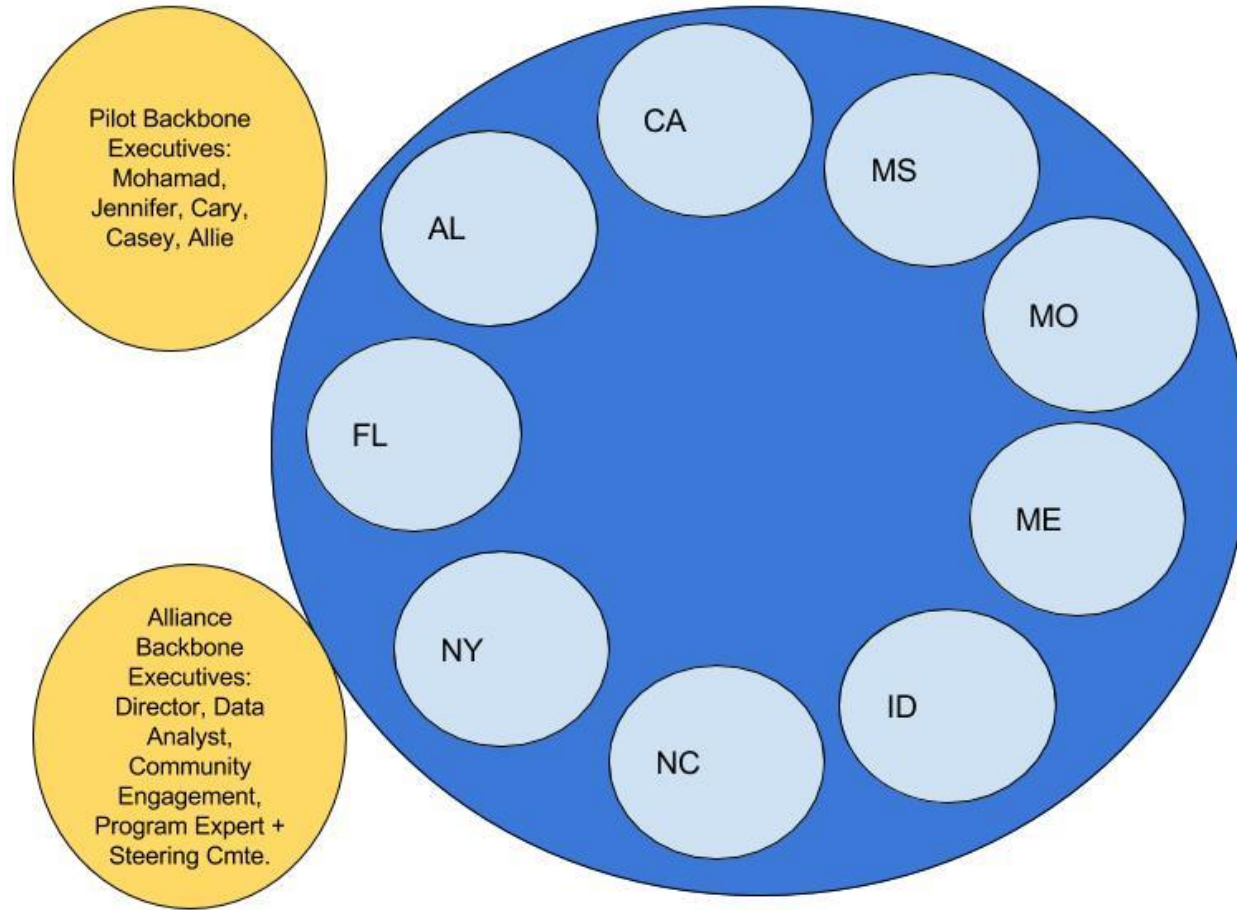 Pilot Backbone
Executives:
Mohamad,
Jennifer, Cary,
Casey, Allie
CA
MS
AL
MO
FL
ME
NY
ID
NC
Alliance
Backbone
Executives:
Director, Data
Analyst,
Community
Engagement,
Program Expert +
Steering Cmte.